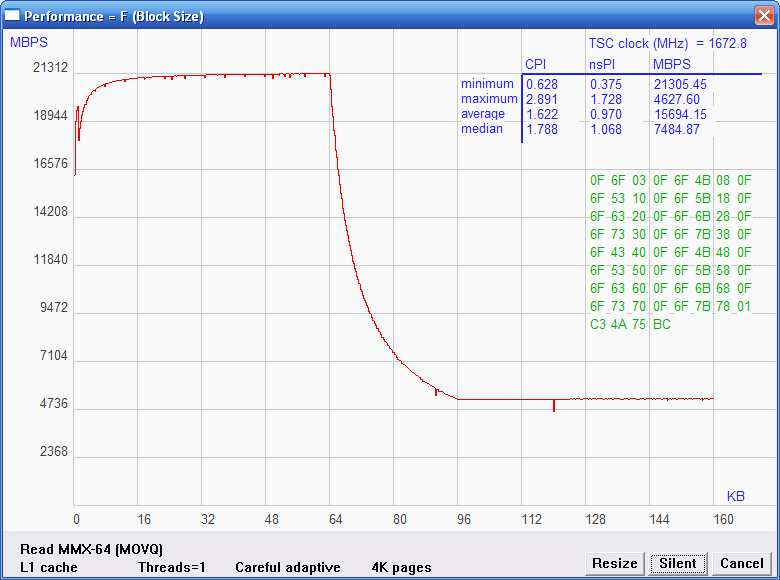 Performance = F (Block Size)
MBPS
TSC clock (MHz) = 1672.8
CPI nsPI MBPS
minimum 0.628 0.375 21305.45
maximum 2.891 1.728 4627.60
average 1.622 0.970 15694.15
median 1.788 1.068 7484.87
21312
18944
16576
14208
11840
9472
7104
4736
2368
0F 6F 03 0F 6F 4B 08 0F
6F 53 10 0F 6F 5B 18 0F
6F 63 20 0F 6F 6B 28 0F
6F 73 30 0F 6F 7B 38 0F
6F 43 40 0F 6F 4B 48 0F
6F 53 50 0F 6F 5B 58 0F
6F 63 60 0F 6F 6B 68 0F
6F 73 70 0F 6F 7B 78 01
C3 4A 75 BC
KB
0 16 32 48 64 80 96 112 128 144 160
Read MMX-64 (MOVQ)
L1 cache Threads=1 Careful adaptive 4K pages
Resize Silent Cancel